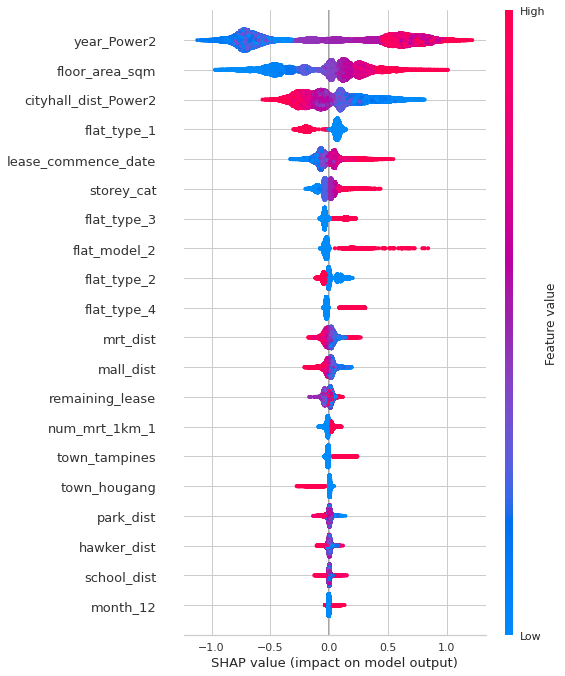 High
year_Power2
floor_area_sqm
cityhall_dist_Power2
flat_type_1
lease_commence_date
storey_cat
flat_type_3
flat_model_2
flat_type_2
flat_type_4
mrt_dist
mall_dist
remaining_lease
num_mrt_1km_1
town_tampines
town_hougang
park_dist
hawker_dist
school_dist
month_12
Feature value
Low
−1.0 −0.5 0.0 0.5 1.0
SHAP value (impact on model output)